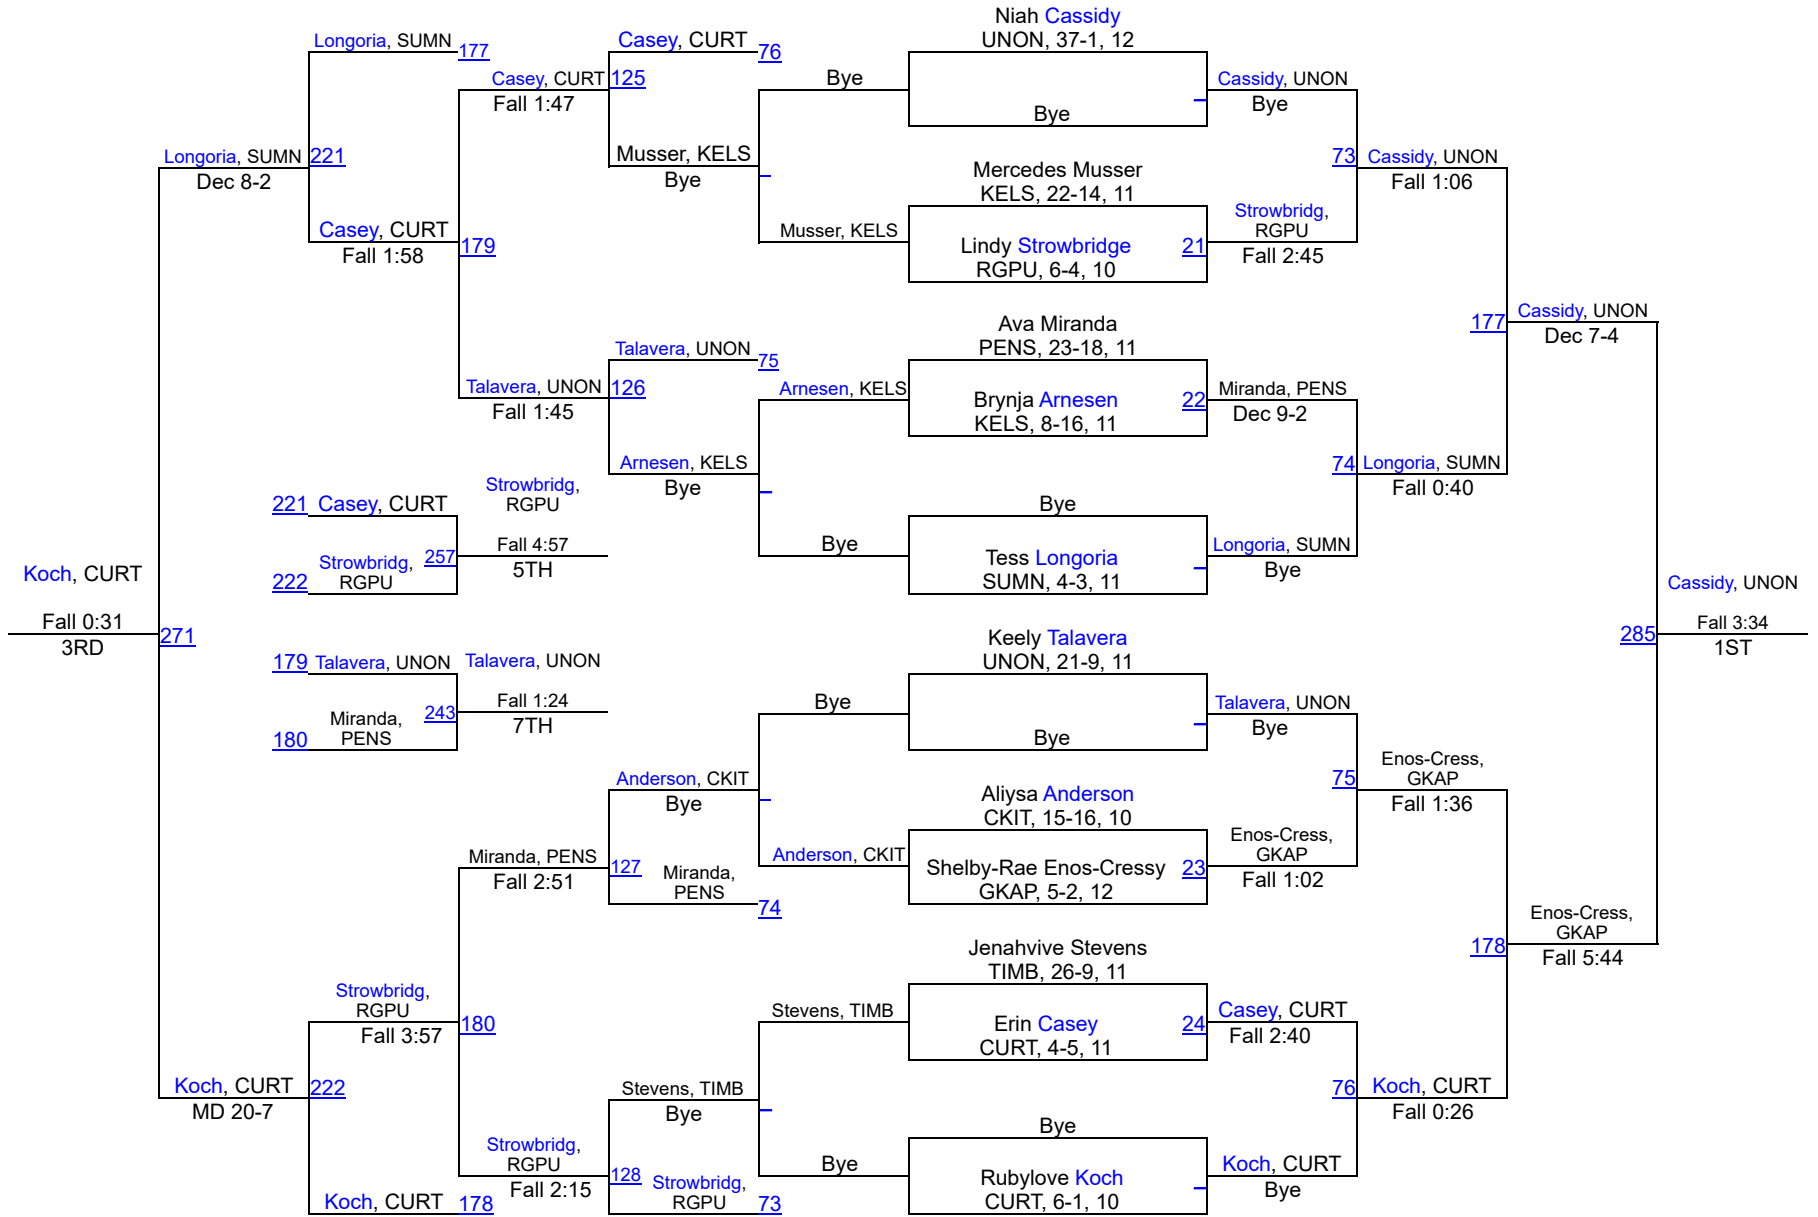 Niah Cassidy
UNON, 37-1, 12
Longoria, SUMN
177
Casey, CURT
76
Casey, CURT
125
Fall 1:47
Bye
Cassidy, UNON
Bye
Bye
Musser, KELS
Bye
Longoria, SUMN
221
Dec 8-2
73
Cassidy, UNON
Fall 1:06
Mercedes Musser
KELS, 22-14, 11
Casey, CURT
179
Fall 1:58
Musser, KELS
Lindy Strowbridge
RGPU, 6-4, 10
21
Strowbridg,
RGPU
Fall 2:45
Ava Miranda
PENS, 23-18, 11
177
Cassidy, UNON
Dec 7-4
Talavera, UNON
75
Talavera, UNON
126
Fall 1:45
Arnesen, KELS
Brynja Arnesen
KELS, 8-16, 11
22
Miranda, PENS
Dec 9-2
Arnesen, KELS
Bye
74
Longoria, SUMN
Fall 0:40
221
Casey, CURT
Strowbridg,
RGPU
Bye
Bye
Tess Longoria
SUMN, 4-3, 11
Longoria, SUMN
Bye
Strowbridg,
RGPU
222
257
Fall 4:57
5TH
Koch, CURT
Fall 0:31
3RD
271
Cassidy, UNON
285
Fall 3:34
1ST
Keely Talavera
UNON, 21-9, 11
179
Talavera, UNON
Talavera, UNON
Miranda,
PENS
180
243
Fall 1:24
7TH
Bye
Bye
Talavera, UNON
Bye
Anderson, CKIT
Bye
75
Enos-Cress,
GKAP
Fall 1:36
Aliysa Anderson
CKIT, 15-16, 10
Miranda, PENS
127
Fall 2:51
Miranda,
PENS
74
Anderson, CKIT
Shelby-Rae Enos-Cressy
GKAP, 5-2, 12
23
Enos-Cress,
GKAP
Fall 1:02
178
Enos-Cress,
GKAP
Fall 5:44
Jenahvive Stevens
TIMB, 26-9, 11
Strowbridg,
RGPU
180
Fall 3:57
Stevens, TIMB
Erin Casey
CURT, 4-5, 11
24
Casey, CURT
Fall 2:40
Koch, CURT
222
MD 20-7
Stevens, TIMB
Bye
76
Koch, CURT
Fall 0:26
Bye
Strowbridg,
RGPU
128
Fall 2:15
Strowbridg,
RGPU
73
Bye
Rubylove Koch
CURT, 6-1, 10
Koch, CURT
Bye
Koch, CURT
178